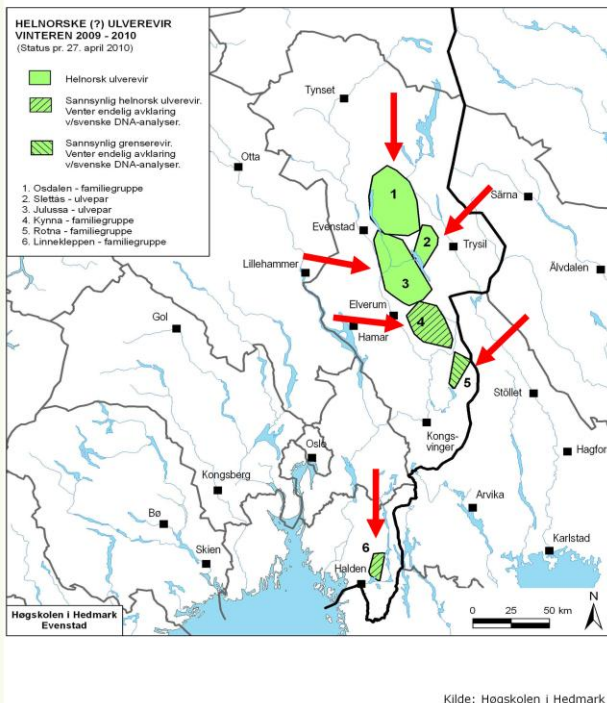 HELNORSKE (?) ULVEREVIR
VINTEREN 2009 - 2010
(Status pr. 27. april 2010)
Helnorsk ulverevir
Sannsynlig helnorsk ulverevir.
Venter endelig avklaring
v/svenske DNA-analyser.
Sannsynlig grenserevir.
Venter endelig avklaring
v/svenske DNA-analyser.
1. Osdalen - familiegruppe
2. Slettås - ulvepar
3. Julussa - ulvepar
4. Kynna - familiegruppe
5. Rotna - familiegruppe
6. Linnekleppen - familiegruppe
Tynset
Otta
1
Särna
Evenstad
2
Trysil
Lillehammer
3
Älvdalen
Elverum
Gol
4
Hamar
5
Stöllet
Kongs-
vinger
Oslo
Hagfor
Kongsberg
Arvika
Bø
6
Karlstad
Skien
Halden
0 25 50 km
N
Høgskolen i Hedmark
Evenstad
Kilde: Høgskolen i Hedmark